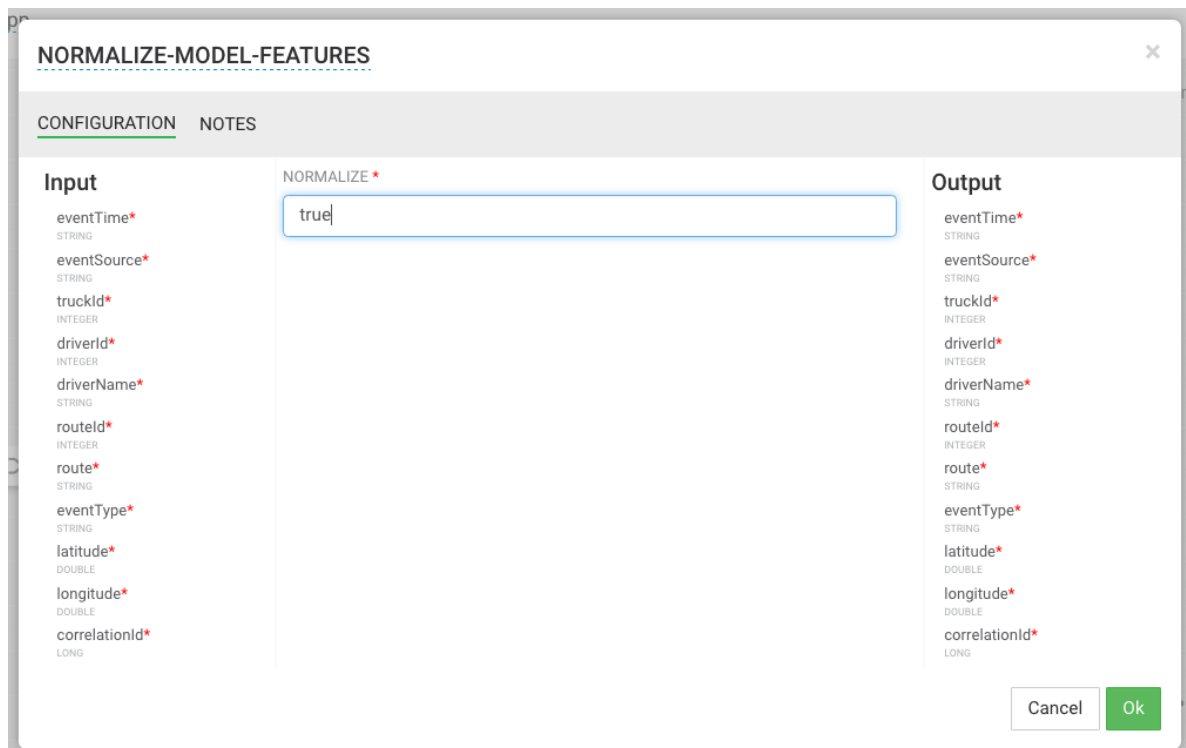 pp
NORMALIZE-MODEL-FEATURES
×
CONFIGURATION NOTES
Input
eventTime*
STRING
eventSource*
STRING
truckId*
INTEGER
driverId*
INTEGER
driverName*
STRING
routeId*
INTEGER
route*
STRING
eventType*
STRING
latitude*
DOUBLE
longitude*
DOUBLE
correlationId*
LONG
NORMALIZE *
true
Output
eventTime*
STRING
eventSource*
STRING
truckId*
INTEGER
driverId*
INTEGER
driverName*
STRING
routeId*
INTEGER
route*
STRING
eventType*
STRING
latitude*
DOUBLE
longitude*
DOUBLE
correlationId*
LONG
Cancel Ok